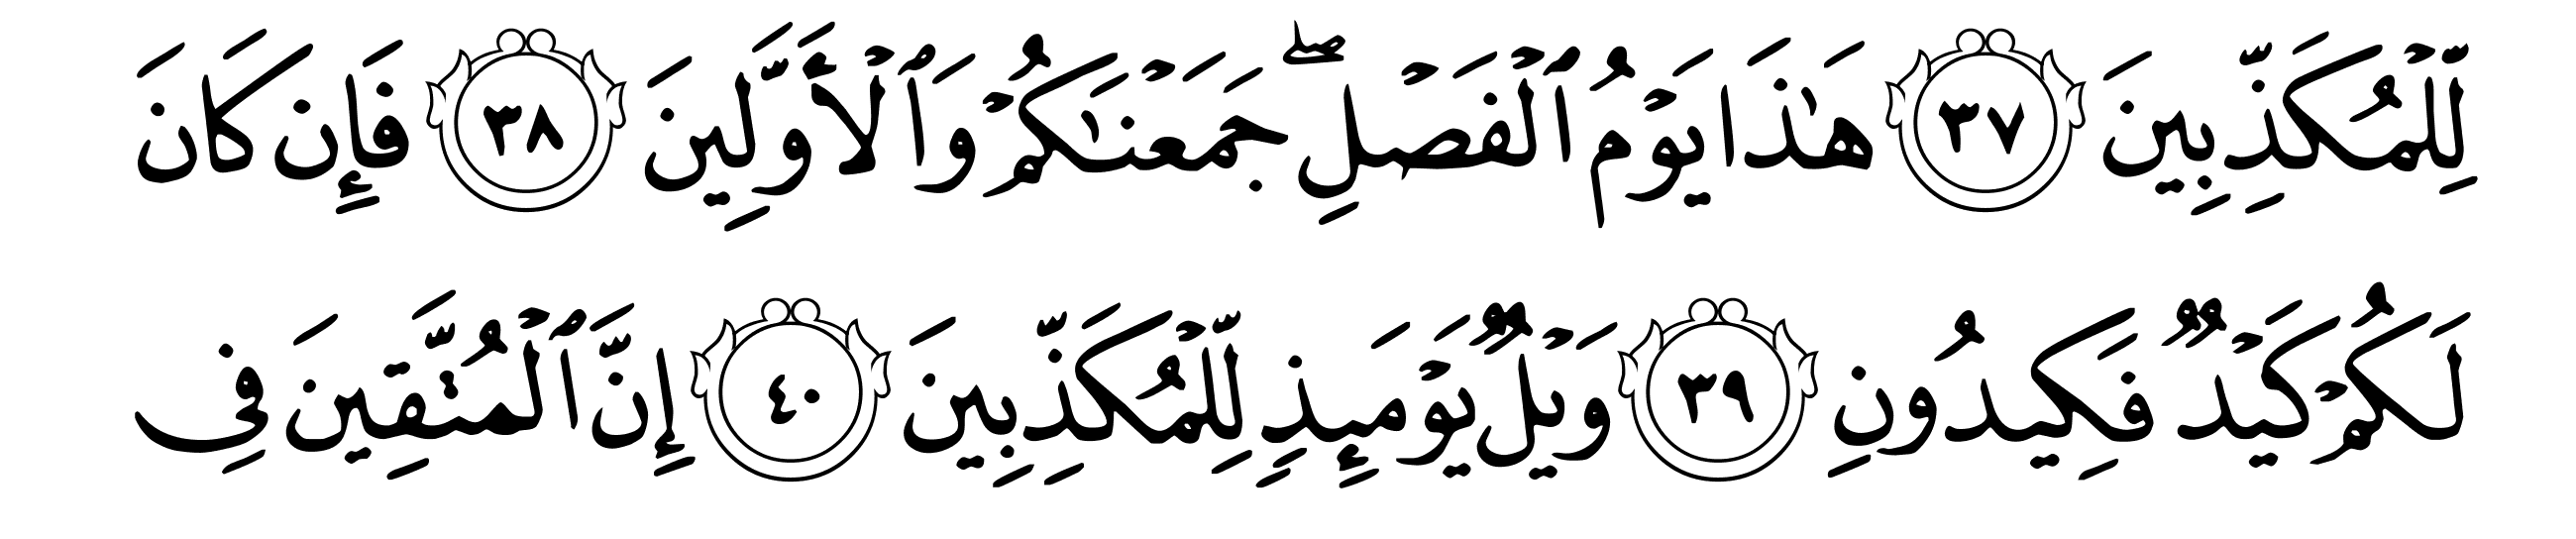 لِّلْمُكَذِّبِينَ ٣٧ هَٰذَا يَوْمُ ٱلْفَصْلِ ۖ جَمَعْنَٰكُمْ وَٱلْأَوَّلِينَ ٣٨ فَإِن كَانَ
لَكُمْ كَيْدٌ فَكِيدُونِ ٣٩ وَيْلٌ يَوْمَئِذٍ لِّلْمُكَذِّبِينَ ٤٠ إِنَّ ٱلْمُتَّقِينَ فِى